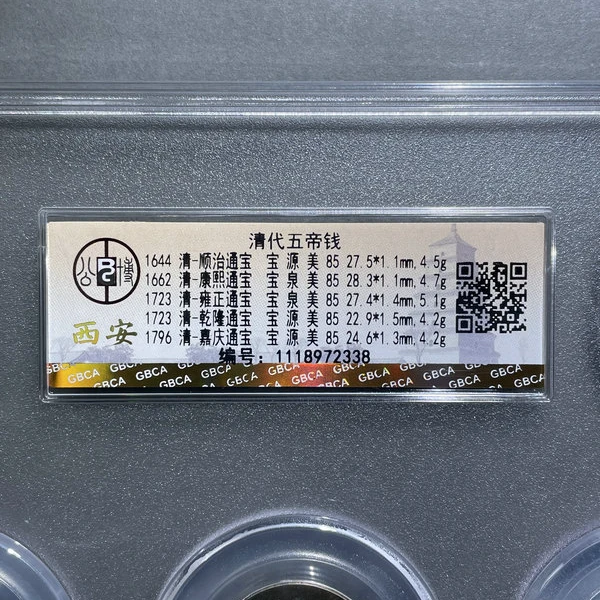 清代五帝钱
公博
1644 清-顺治通宝 宝 源 美 85 27.5*1.1mm,4.5g
1662 清-康熙通宝 宝 泉 美 85 28.3*1.1mm,4.7g
1723 清-雍正通宝 宝 泉 美 85 27.4*1.4mm,5.1g
1723 清-乾隆通宝 宝 源 美 85 22.9*1.5mm,4.2g
西安 1796 清-嘉庆通宝 宝 源 美 85 24.6*1.3mm,4.2g
编号：1118972338
GBCA GBCA GBCA GBCA GBCA GBCA GBCA GBCA